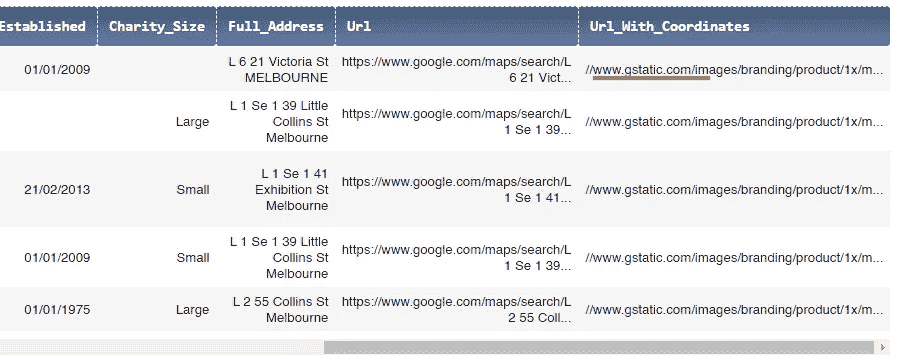 Established Charity_Size Full_Address Url Url_With_Coordinates
01/01/2009 L 6 21 Victoria St https://www.google.com/maps/search/L //www.gstatic.com/images/branding/product/1x/m...
MELBOURNE 6 21 Vict...
L 1 Se 1 39 Little
Large Collins St https://www.google.com/maps/search/L //www.gstatic.com/images/branding/product/1x/m...
Melbourne 1 Se 1 39...
L 1 Se 1 41
21/02/2013 Small Exhibition St https://www.google.com/maps/search/L //www.gstatic.com/images/branding/product/1x/m...
Melbourne 1 Se 1 41...
L 1 Se 1 39 Little
01/01/2009 Small Collins St https://www.google.com/maps/search/L //www.gstatic.com/images/branding/product/1x/m...
Melbourne 1 Se 1 39...
01/01/1975 Large L 2 55 Collins St https://www.google.com/maps/search/L //www.gstatic.com/images/branding/product/1x/m...
Melbourne 2 55 Coll...